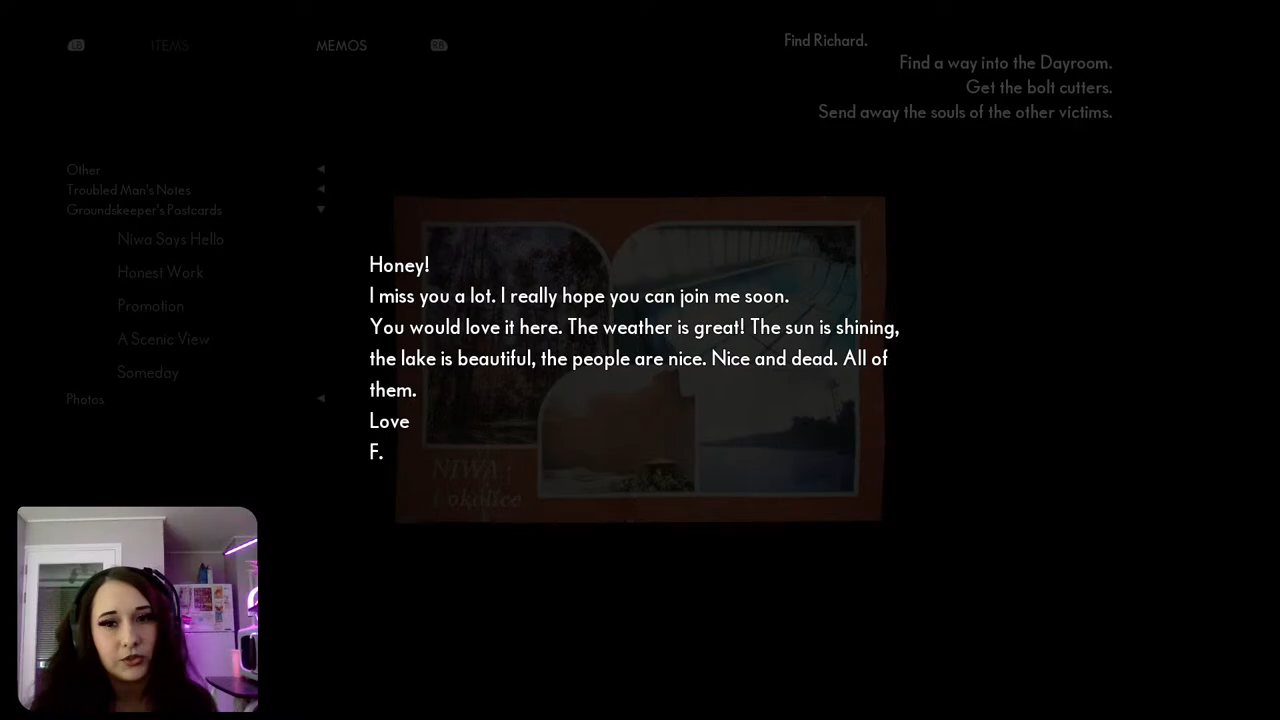 LB
ITEMS
MEMOS
RB
Find Richard.
Find a way into the Dayroom.
Get the bolt cutters.
Send away the souls of the other victims.
Other
Troubled Man's Notes
Groundskeeper's Postcards
Niwa Says Hello
Honest Work
Promotion
A Scenic View
Someday
Photos
Honey!
I miss you a lot. I really hope you can join me soon.
You would love it here. The weather is great! The sun is shining,
the lake is beautiful, the people are nice. Nice and dead. All of
them.
Love
F.
NIWA i
okolice